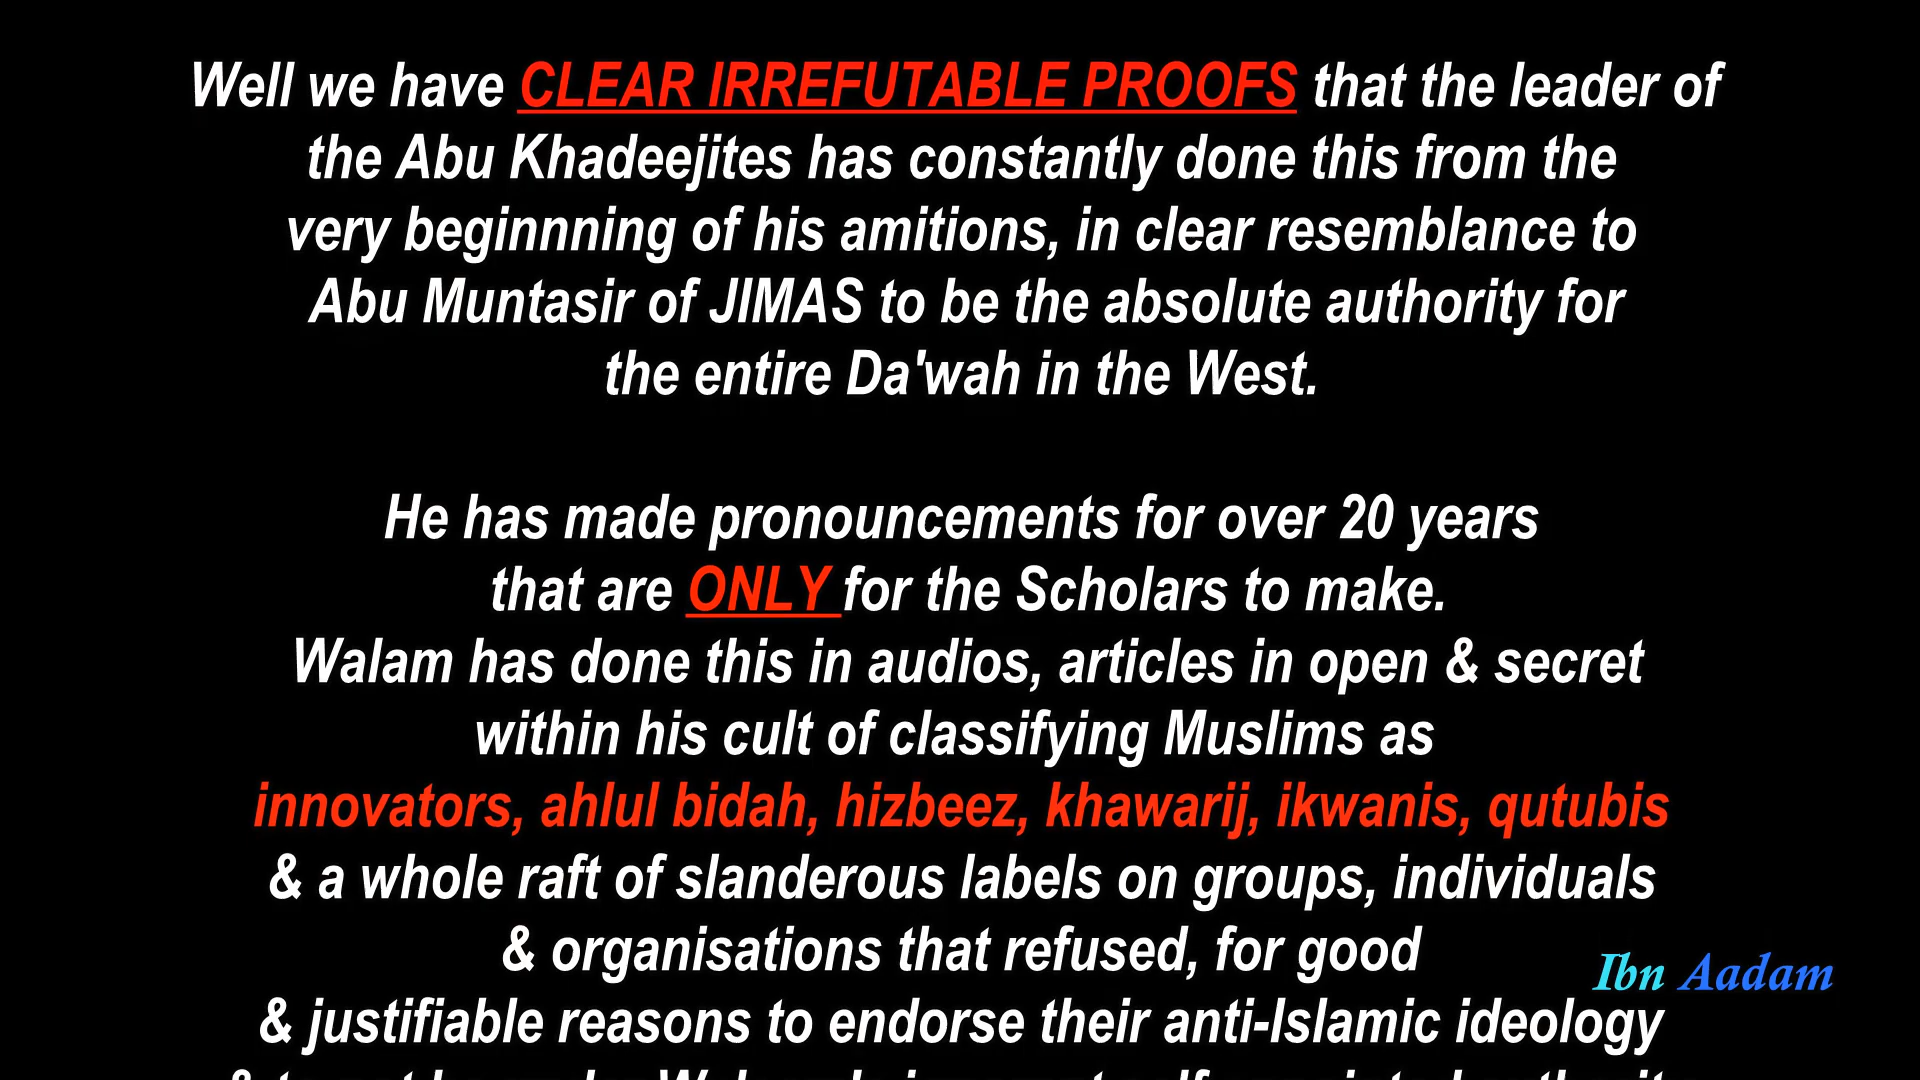 Well we have CLEAR IRREFUTABLE PROOFS that the leader of
the Abu Khadeejites has constantly done this from the
very beginnning of his amitions, in clear resemblance to
Abu Muntasir of JIMAS to be the absolute authority for
the entire Da'wah in the West.
He has made pronouncements for over 20 years
that are ONLY for the Scholars to make.
Walam has done this in audios, articles in open & secret
within his cult of classifying Muslims as
innovators, ahlul bidah, hizbeez, khawarij, ikwanis, qutubis
& a whole raft of slanderous labels on groups, individuals
& organisations that refused, for good
Ibn Aadam
& justifiable reasons to endorse their anti-Islamic ideology